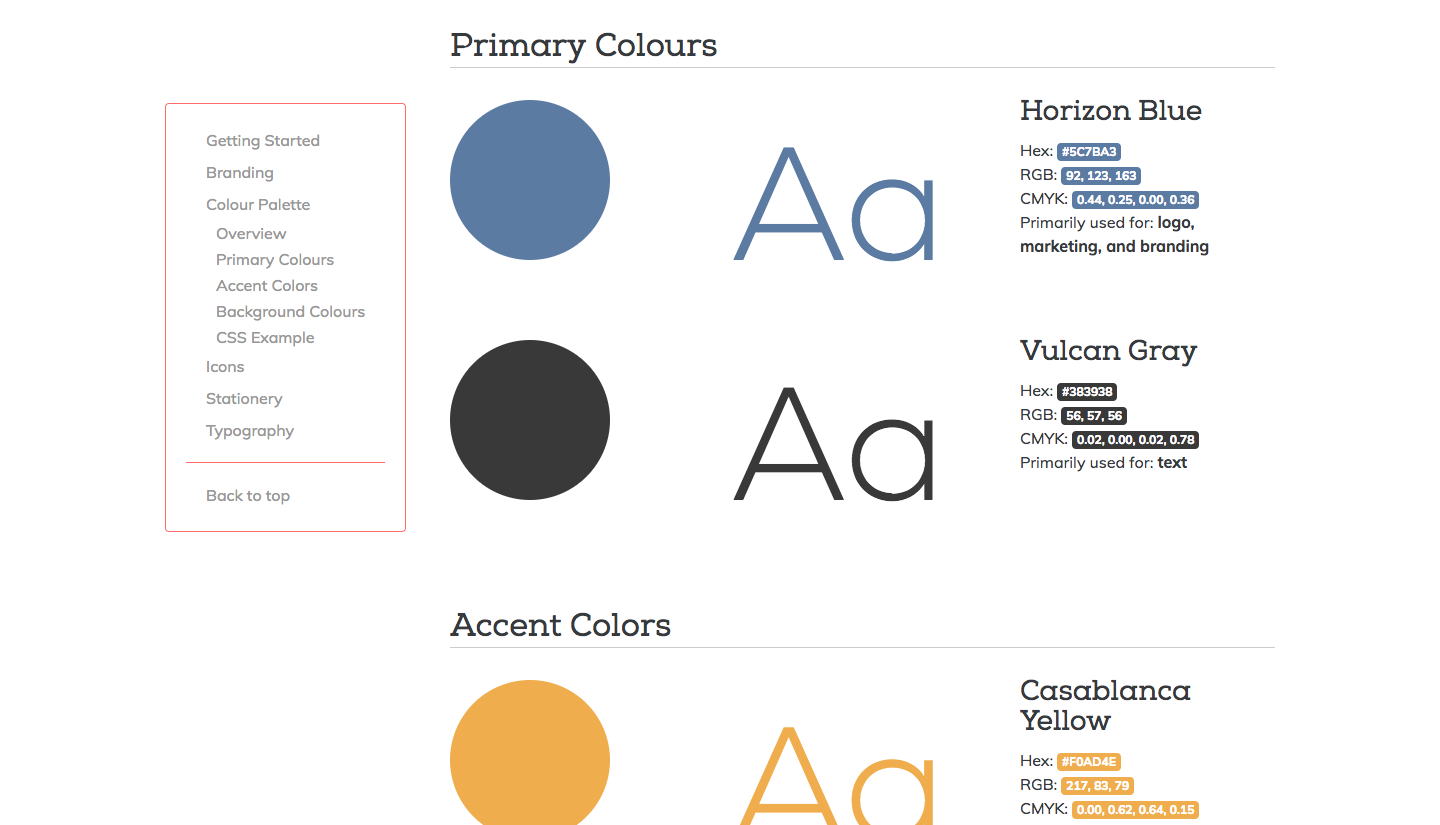 Primary Colours
Getting Started
Branding
Colour Palette
Overview
Primary Colours
Accent Colors
Background Colours
CSS Example
Icons
Stationery
Typography
Back to top
Aa
Horizon Blue
Hex: #5C7BA3
RGB: 92, 123, 163
CMYK: 0.44, 0.25, 0.00, 0.36
Primarily used for: logo,
marketing, and branding
Aa
Vulcan Gray
Hex: #383938
RGB: 56, 57, 56
CMYK: 0.02, 0.00, 0.02, 0.78
Primarily used for: text
Accent Colors
Aa
Casablanca
Yellow
Hex: #F0AD4E
RGB: 217, 83, 79
CMYK: 0.00, 0.62, 0.64, 0.15